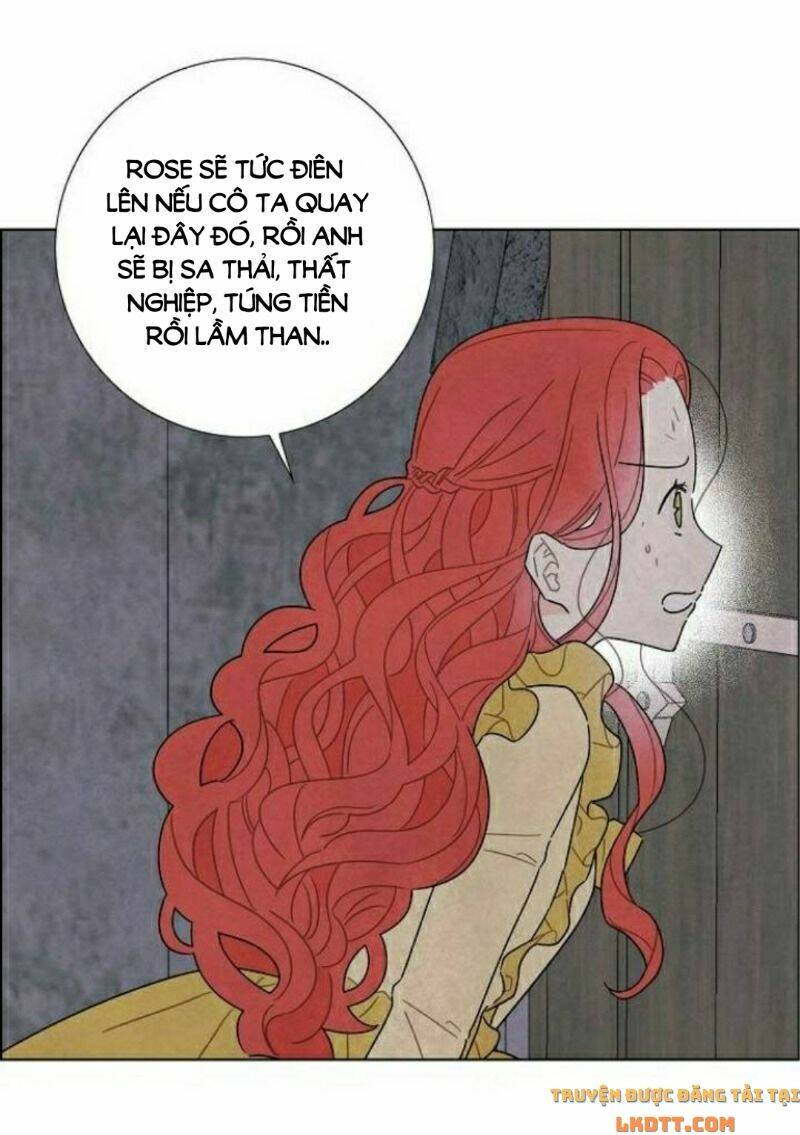 ROSE SẼ TỨC ĐIÊN
LÊN NẾU CÔ TA QUAY
LẠI ĐÂY ĐÓ, RỒI ANH
SẼ BỊ SA THẢI, THẤT
NGHIỆP, TÚNG TIỀN
RỒI LẦM THAN..
TRUYỆN ĐƯỢC ĐĂNG TẢI TẠI
LKDTT.COM